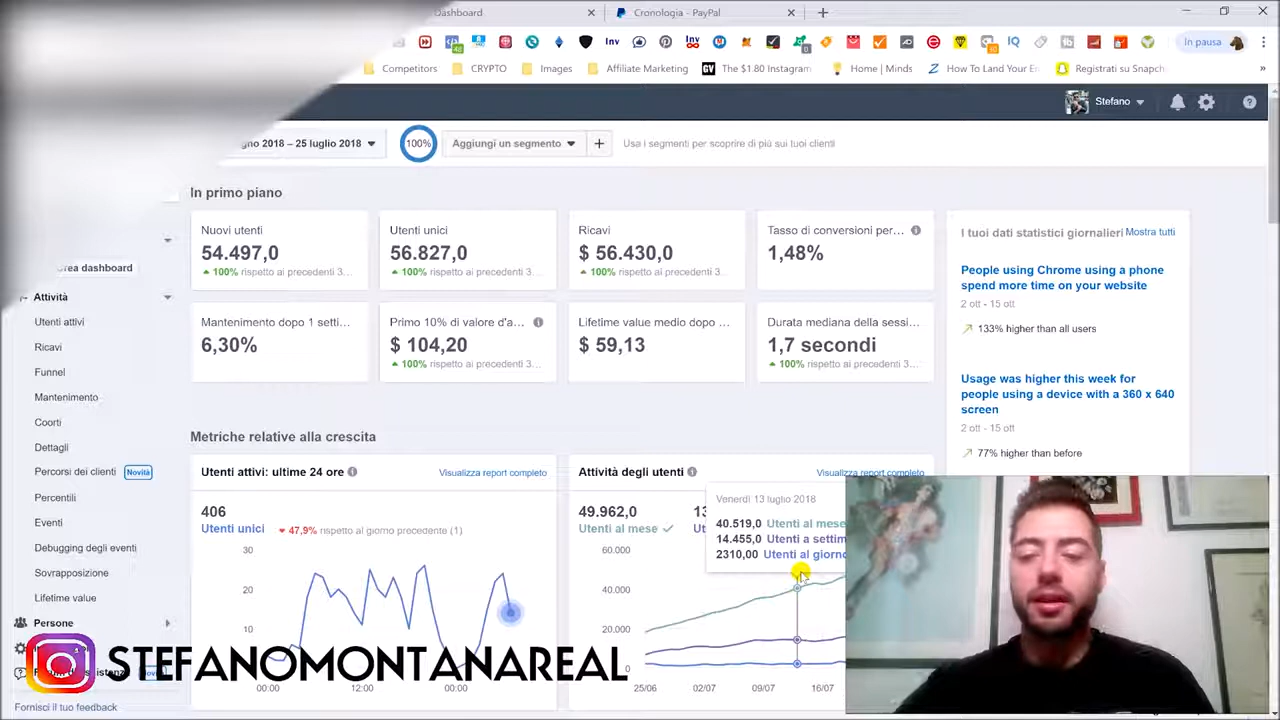 Dashboard
Cronologia - PayPal
Inv
Inv
IQ
In pausa
Competitors
CRYPTO
Images
Affiliate Marketing
GV The $1.80 Instagram
Home | Minds
How To Land Your
Registrati su Snapch
»
Stefano
2018 – 25 luglio 2018
100%
Aggiungi un segmento
+
Usa i segmenti per scoprire di più sui tuoi clienti
In primo piano
Nuovi utenti
54.497,0
100% rispetto ai precedenti 3...
Utenti unici
56.827,0
100% rispetto ai precedenti 3...
Ricavi
$ 56.430,0
100% rispetto ai precedenti 3...
Tasso di conversioni per...
1,48%
Mantenimento dopo 1 setti...
6,30%
Primo 10% di valore d'a...
$ 104,20
100% rispetto ai precedenti 3...
Lifetime value medio dopo ...
$ 59,13
Durata mediana della sessi...
1,7 secondi
100% rispetto ai precedenti 3...
I tuoi dati statistici giornalieri
Mostra tutti
People using Chrome using a phone
spend more time on your website
2 ott - 15 ott
133% higher than all users
Usage was higher this week for
people using a device with a 360 x 640
screen
2 ott - 15 ott
77% higher than before
dashboard
Attività
Utenti attivi
Ricavi
Funnel
Mantenimento
Coorti
Dettagli
Percorsi dei clienti Novità
Percentili
Eventi
Debugging degli eventi
Sovrapposizione
Lifetime value
Persone
Fornisci il tuo feedback
Metriche relative alla crescita
Utenti attivi: ultime 24 ore
Visualizza report completo
406
Utenti unici
47,9% rispetto al giorno precedente (1)
30
20
10
00:00
12:00
00:00
Attività degli utenti
Visualizza report completo
49.962,0
Utenti al mese
Venerdì 13 luglio 2018
40.519,0 Utenti al mese
14.455,0 Utenti a settim
2310,00 Utenti al giorno
60.000
40.000
20.000
0
25/06
02/07
09/07
16/07
STEFANOMONTANAREAL